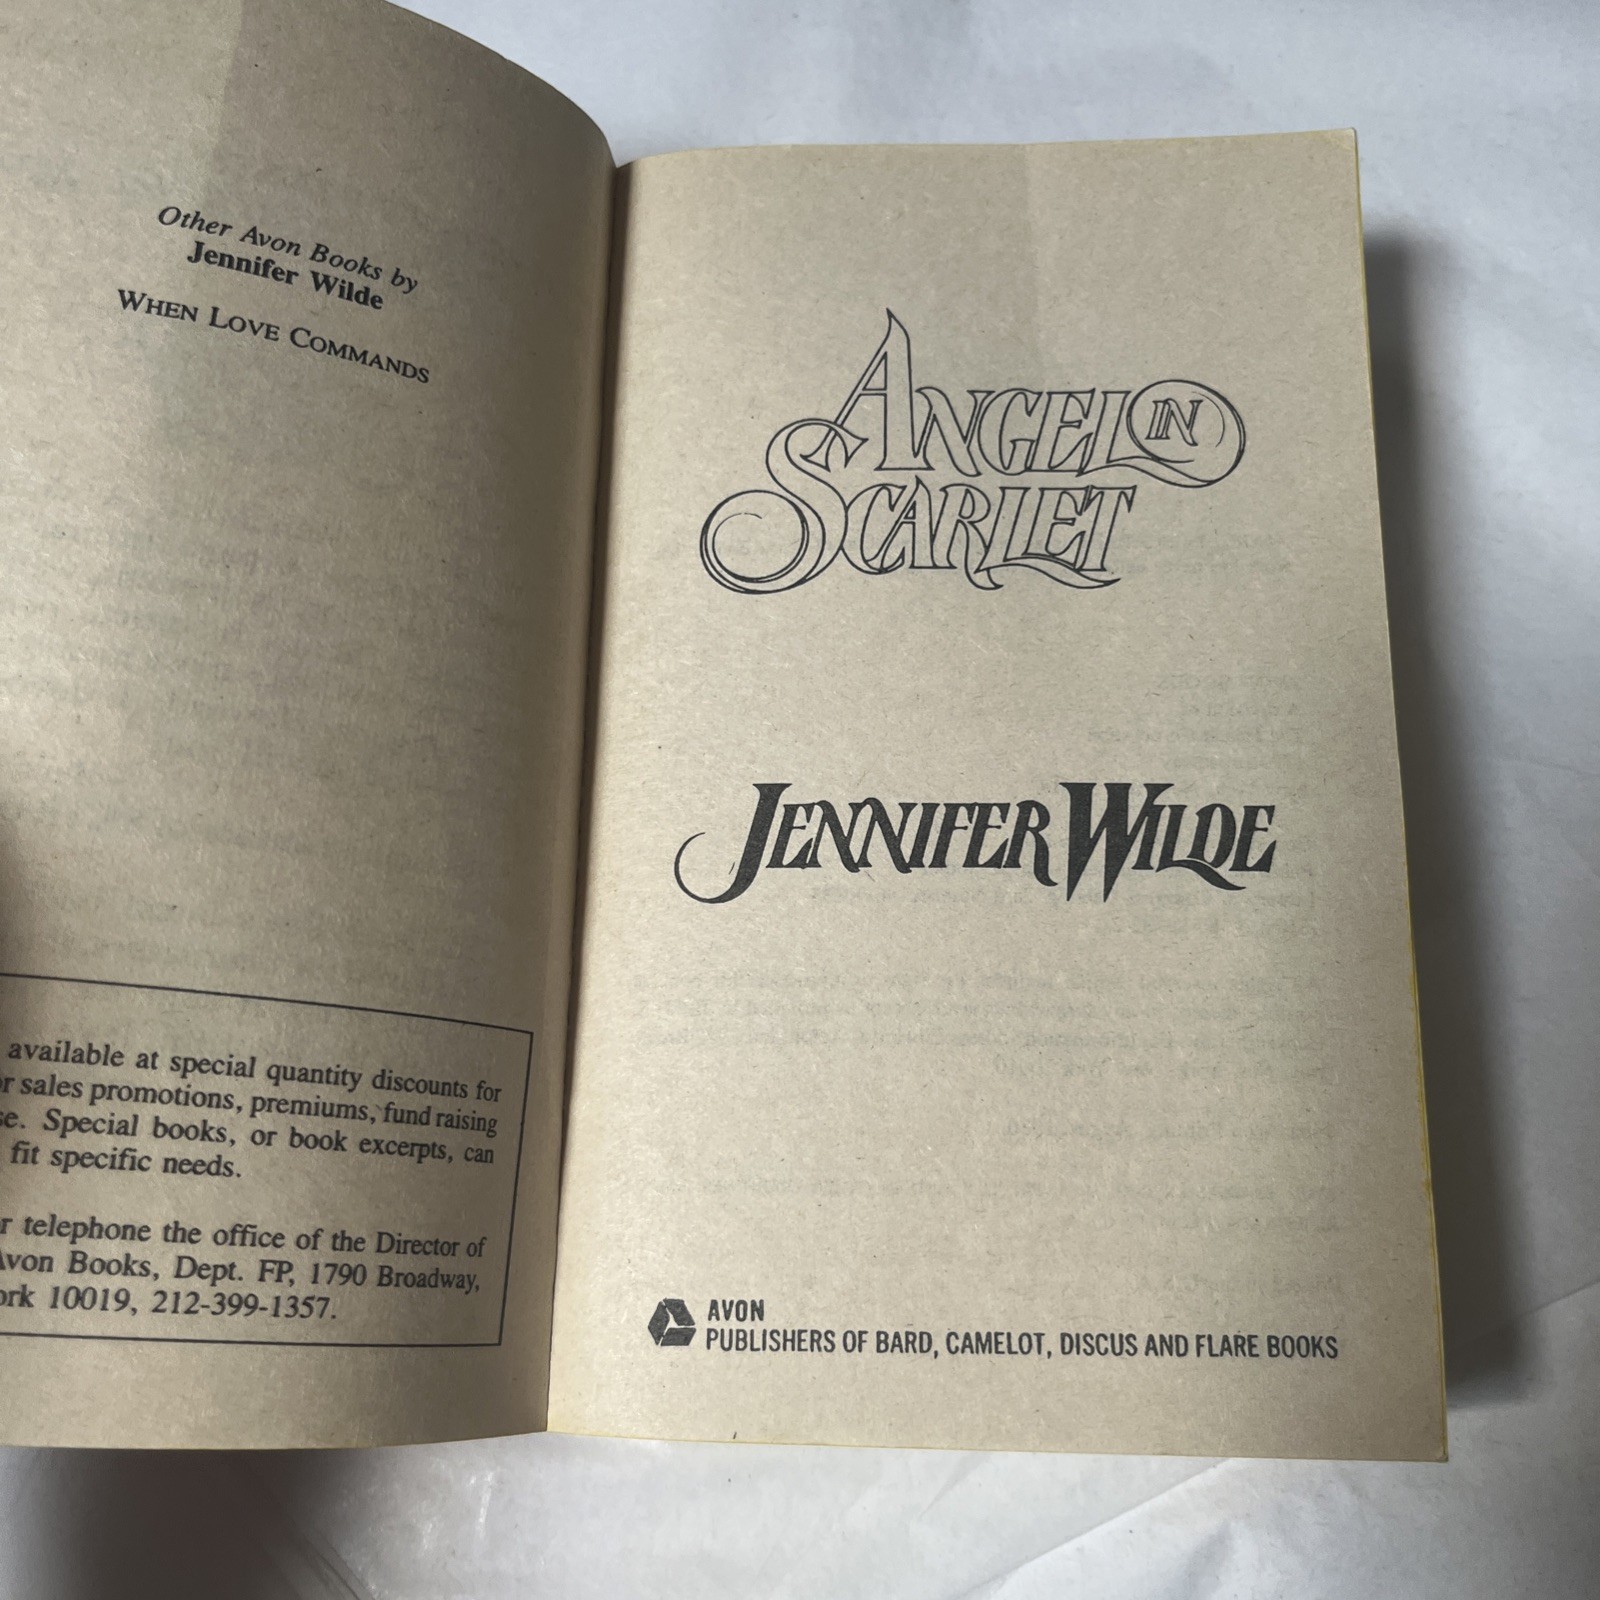 Other Avon Books by
Jennifer Wilde
WHEN LOVE COMMANDS
available at special quantity discounts for
sales promotions, premiums, fund raising
Special books, or book excerpts, can
fit specific needs.
telephone the office of the Director of
Avon Books, Dept. FP, 1790 Broadway,
10019, 212-399-1357.
ANGEL IN
SCARLET
JENNIFER WILDE
AVON
PUBLISHERS OF BARD, CAMELOT, DISCUS AND FLARE BOOKS